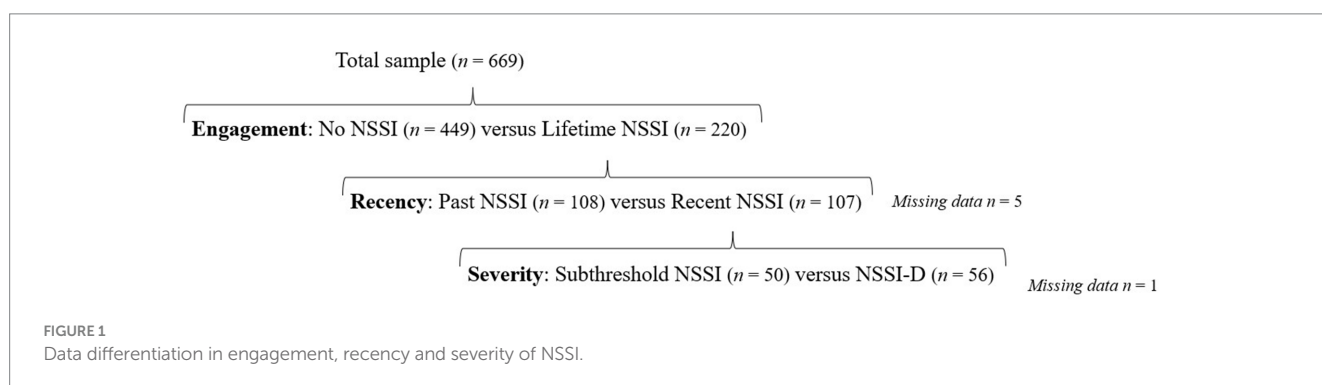 Total sample (n = 669)
Engagement: No NSSI (n = 449) versus Lifetime NSSI (n = 220)
Recency: Past NSSI (n = 108) versus Recent NSSI (n = 107) Missing data n = 5
Severity: Subthreshold NSSI (n = 50) versus NSSI-D (n = 56) Missing data n = 1
FIGURE 1
Data differentiation in engagement, recency and severity of NSSI.